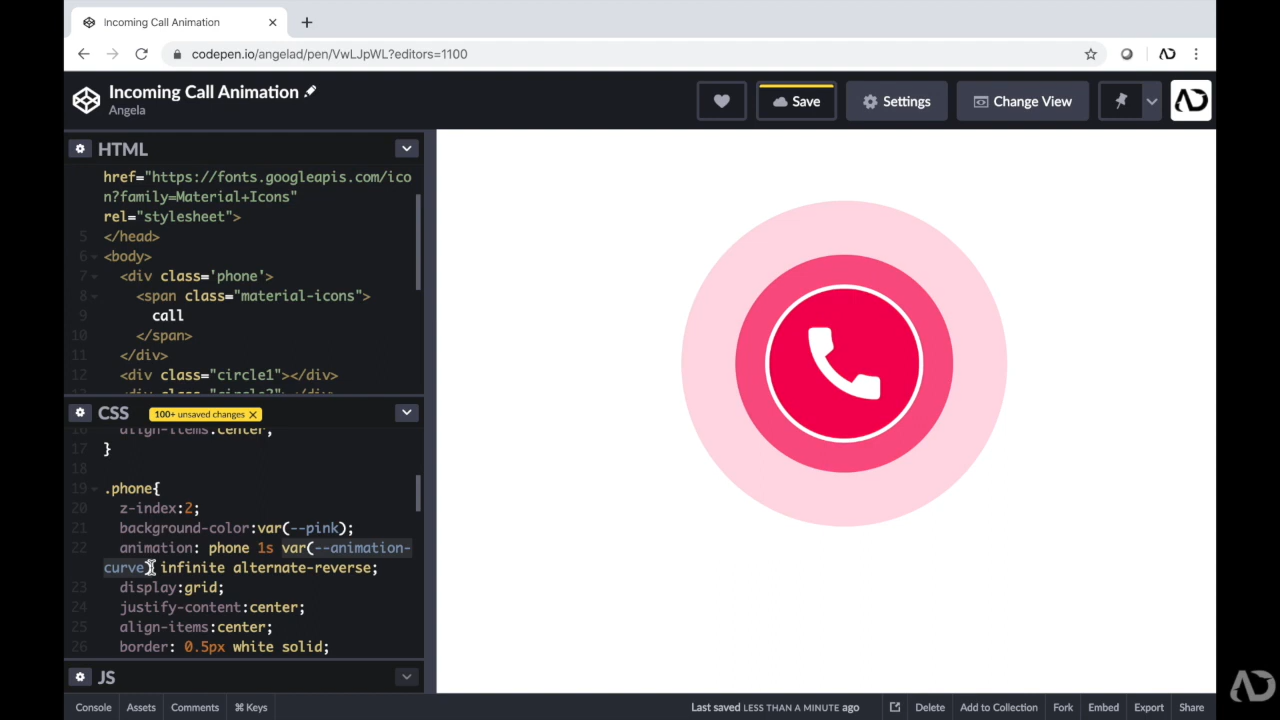 Incoming Call Animation
codepen.io/angelad/pen/VwLJpWL?editors=1100
Incoming Call Animation
Angela
Save
Settings
Change View
HTML
href="https://fonts.googleapis.com/ico
n?family=Material+Icons"
rel="stylesheet">
5 </head>
6 <body>
7 <div class='phone'>
8 <span class="material-icons">
9 call
10 </span>
11 </div>
12 <div class="circle1"></div>
CSS
100+ unsaved changes
16 align-items:center;
17 }
18
19 .phone{
20 z-index:2;
21 background-color:var(--pink);
22 animation: phone 1s var(--animation-
curve) infinite alternate-reverse;
23 display:grid;
24 justify-content:center;
25 align-items:center;
26 border: 0.5px white solid;
JS
Console Assets Comments ⌘ Keys
Last saved LESS THAN A MINUTE ago
Delete Add to Collection Fork Embed Export Share